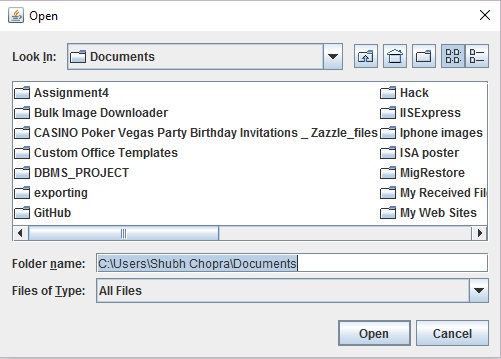 Open
Look In: Documents
Assignment4
Bulk Image Downloader
CASINO Poker Vegas Party Birthday Invitations _ Zazzle_files
Custom Office Templates
DBMS_PROJECT
exporting
GitHub
Hack
IISExpress
Iphone images
ISA poster
MigRestore
My Received Fil
My Web Sites
Folder name: C:\Users\Shubh Chopra\Documents
Files of Type: All Files
Open Cancel